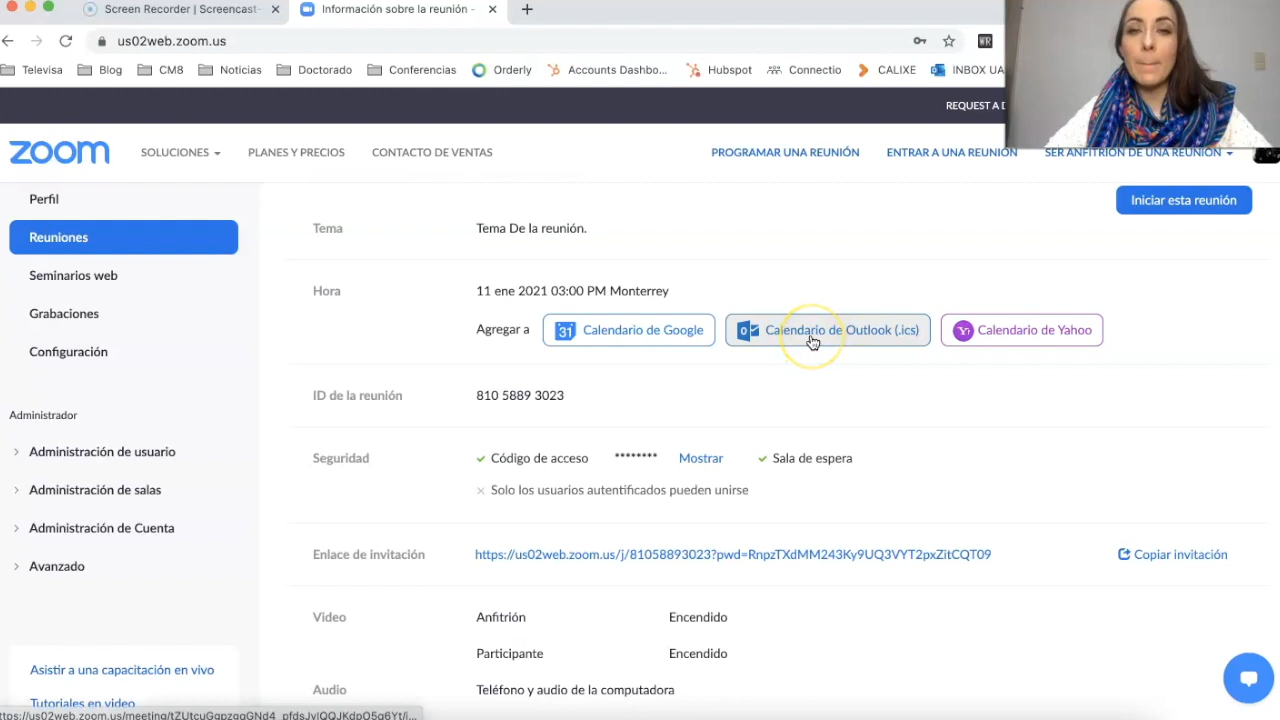 Screen Recorder | Screencast-
Información sobre la reunión -
us02web.zoom.us
WR
Televisa
Blog
CM8
Noticias
Doctorado
Conferencias
Orderly
Accounts Dashbo...
Hubspot
Connectio
CALIXE
INBOX UA
REQUEST A D
zoom
SOLUCIONES
PLANES Y PRECIOS
CONTACTO DE VENTAS
PROGRAMAR UNA REUNIÓN
ENTRAR A UNA REUNIÓN
SER ANFITRIÓN DE UNA REUNIÓN
Perfil
Reuniones
Seminarios web
Grabaciones
Configuración
Administrador
Administración de usuario
Administración de salas
Administración de Cuenta
Avanzado
Asistir a una capacitación en vivo
Tutoriales en video
Iniciar esta reunión
Tema
Tema De la reunión.
Hora
11 ene 2021 03:00 PM Monterrey
Agregar a
31 Calendario de Google
Calendario de Outlook (.ics)
Calendario de Yahoo
ID de la reunión
810 5889 3023
Seguridad
Código de acceso ******** Mostrar
Sala de espera
Solo los usuarios autentificados pueden unirse
Enlace de invitación
https://us02web.zoom.us/j/81058893023?pwd=RnpzTXdMM243Ky9UQ3VYT2pxZitCQT09
Copiar invitación
Video
Anfitrión
Encendido
Participante
Encendido
Audio
Teléfono y audio de la computadora